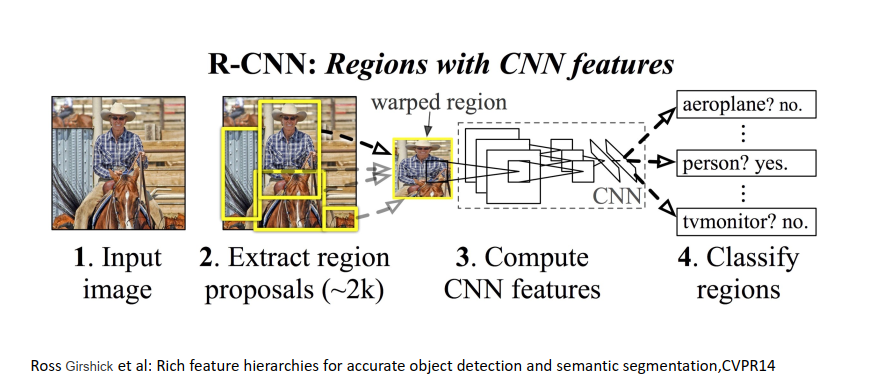 R-CNN: Regions with CNN features
warped region
aeroplane? no.
⋮
person? yes.
⋮
tvmonitor? no.
CNN
1. Input
image
2. Extract region
proposals (~2k)
3. Compute
CNN features
4. Classify
regions
Ross Girshick et al: Rich feature hierarchies for accurate object detection and semantic segmentation,CVPR14